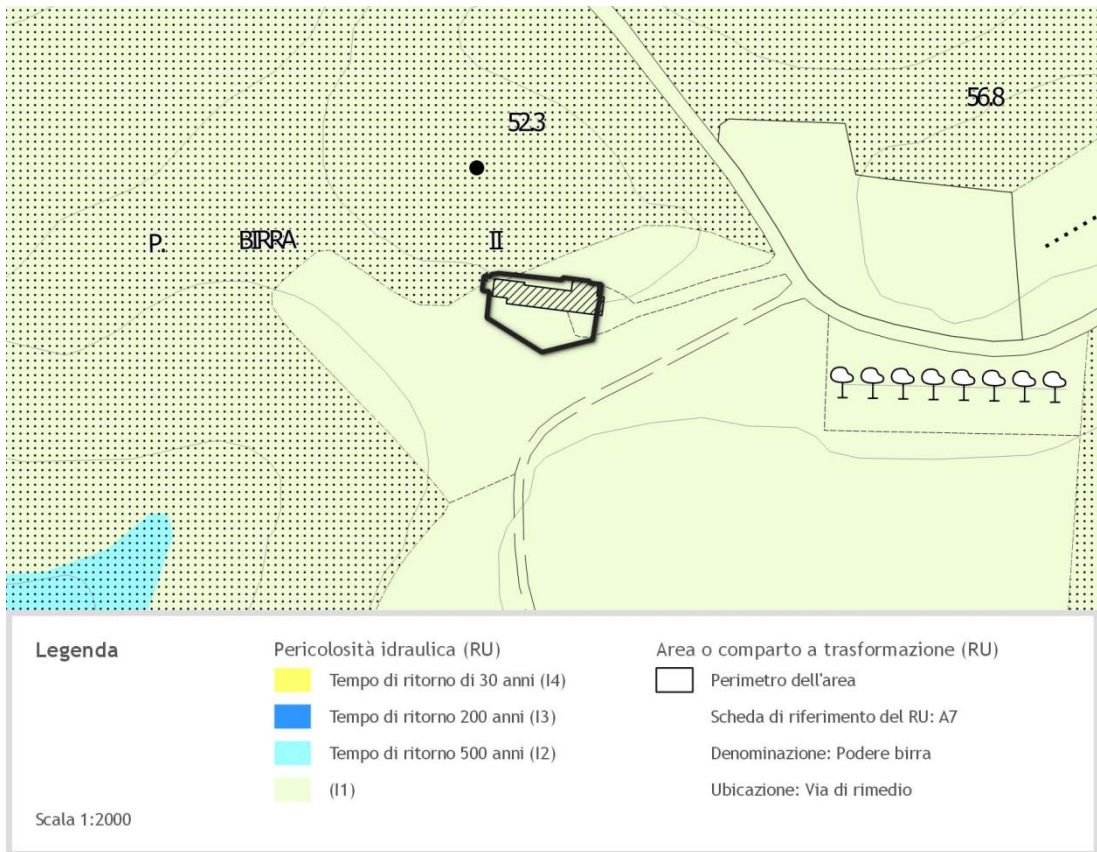 56.8
52.3
P. BIRRA II
Legenda
Pericolosità idraulica (RU)
Tempo di ritorno di 30 anni (I4)
Tempo di ritorno 200 anni (I3)
Tempo di ritorno 500 anni (I2)
(I1)
Area o comparto a trasformazione (RU)
Perimetro dell'area
Scheda di riferimento del RU: A7
Denominazione: Podere birra
Ubicazione: Via di rimedio
Scala 1:2000